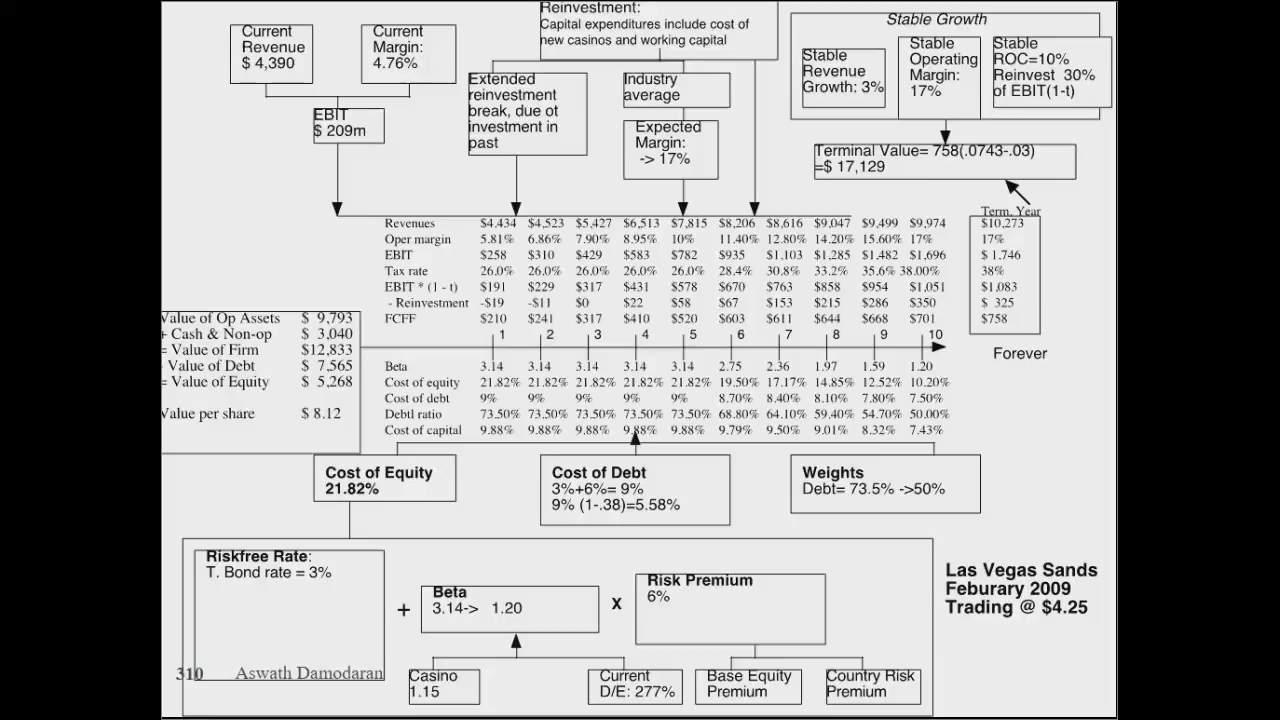 Reinvestment:
Capital expenditures include cost of
new casinos and working capital
Stable Growth
Current
Revenue
$ 4,390
Current
Margin:
4.76%
Stable
Revenue
Growth: 3%
Stable
Operating
Margin:
17%
Stable
ROC=10%
Reinvest 30%
of EBIT(1-t)
EBIT
$ 209m
Extended
reinvestment
break, due ot
investment in
past
Industry
average
Expected
Margin:
-> 17%
Terminal Value= 758(.0743-.03)
=$ 17,129
Term. Year
Revenues $4,434 $4,523 $5,427 $6,513 $7,815 $8,206 $8,616 $9,047 $9,499 $9,974 $10,273
Oper margin 5.81% 6.86% 7.90% 8.95% 10% 11.40% 12.80% 14.20% 15.60% 17% 17%
EBIT $258 $310 $429 $583 $782 $935 $1,103 $1,285 $1,482 $1,696 $ 1,746
Tax rate 26.0% 26.0% 26.0% 26.0% 26.0% 28.4% 30.8% 33.2% 35.6% 38.00% 38%
EBIT * (1 - t) $191 $229 $317 $431 $578 $670 $763 $858 $954 $1,051 $1,083
- Reinvestment -$19 -$11 $0 $22 $58 $67 $153 $215 $286 $350 $ 325
FCFF $210 $241 $317 $410 $520 $603 $611 $644 $668 $701 $758
1 2 3 4 5 6 7 8 9 10
Forever
Value of Op Assets $ 9,793
+ Cash & Non-op $ 3,040
= Value of Firm $12,833
- Value of Debt $ 7,565
= Value of Equity $ 5,268
Value per share $ 8.12
Beta 3.14 3.14 3.14 3.14 3.14 2.75 2.36 1.97 1.59 1.20
Cost of equity 21.82% 21.82% 21.82% 21.82% 21.82% 19.50% 17.17% 14.85% 12.52% 10.20%
Cost of debt 9% 9% 9% 9% 9% 8.70% 8.40% 8.10% 7.80% 7.50%
Debtl ratio 73.50% 73.50% 73.50% 73.50% 73.50% 68.80% 64.10% 59.40% 54.70% 50.00%
Cost of capital 9.88% 9.88% 9.88% 9.88% 9.88% 9.79% 9.50% 9.01% 8.32% 7.43%
Cost of Equity
21.82%
Cost of Debt
3%+6%= 9%
9% (1-.38)=5.58%
Weights
Debt= 73.5% ->50%
Riskfree Rate:
T. Bond rate = 3%
+
Beta
3.14-> 1.20
X
Risk Premium
6%
Las Vegas Sands
Feburary 2009
Trading @ $4.25
Casino
1.15
Current
D/E: 277%
Base Equity
Premium
Country Risk
Premium
310 Aswath Damodaran